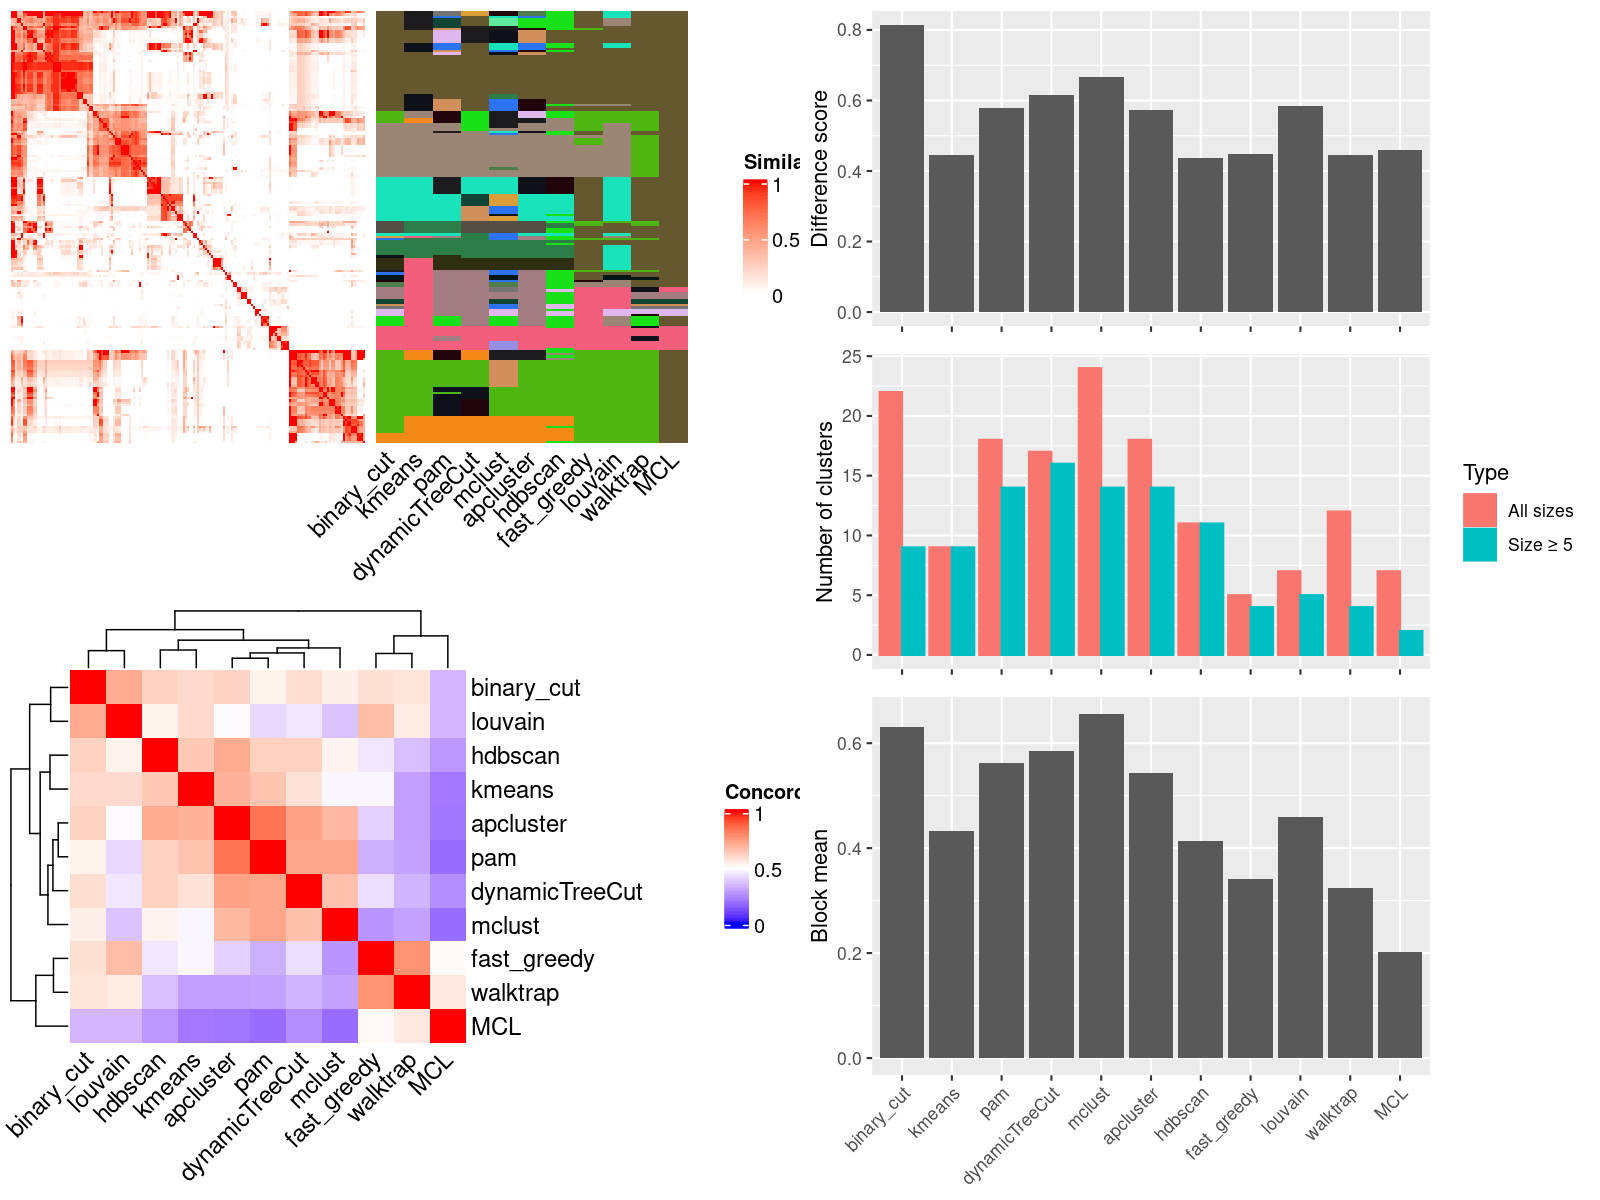 Simila
1
0.5
0
binary_cut
kmeans
pam
dynamicTreeCut
mclust
apcluster
hdbscan
fast_greedy
louvain
walktrap
MCL
Difference score
0.8
0.6
0.4
0.2
0.0
Number of clusters
25
20
15
10
5
0
Type
All sizes
Size ≥ 5
binary_cut
louvain
hdbscan
kmeans
apcluster
pam
dynamicTreeCut
mclust
fast_greedy
walktrap
MCL
binary_cut
louvain
hdbscan
kmeans
apcluster
pam
dynamicTreeCut
mclust
fast_greedy
walktrap
MCL
Concord
1
0.5
0
Block mean
0.6
0.4
0.2
0.0
binary_cut
kmeans
pam
dynamicTreeCut
mclust
apcluster
hdbscan
fast_greedy
louvain
walktrap
MCL